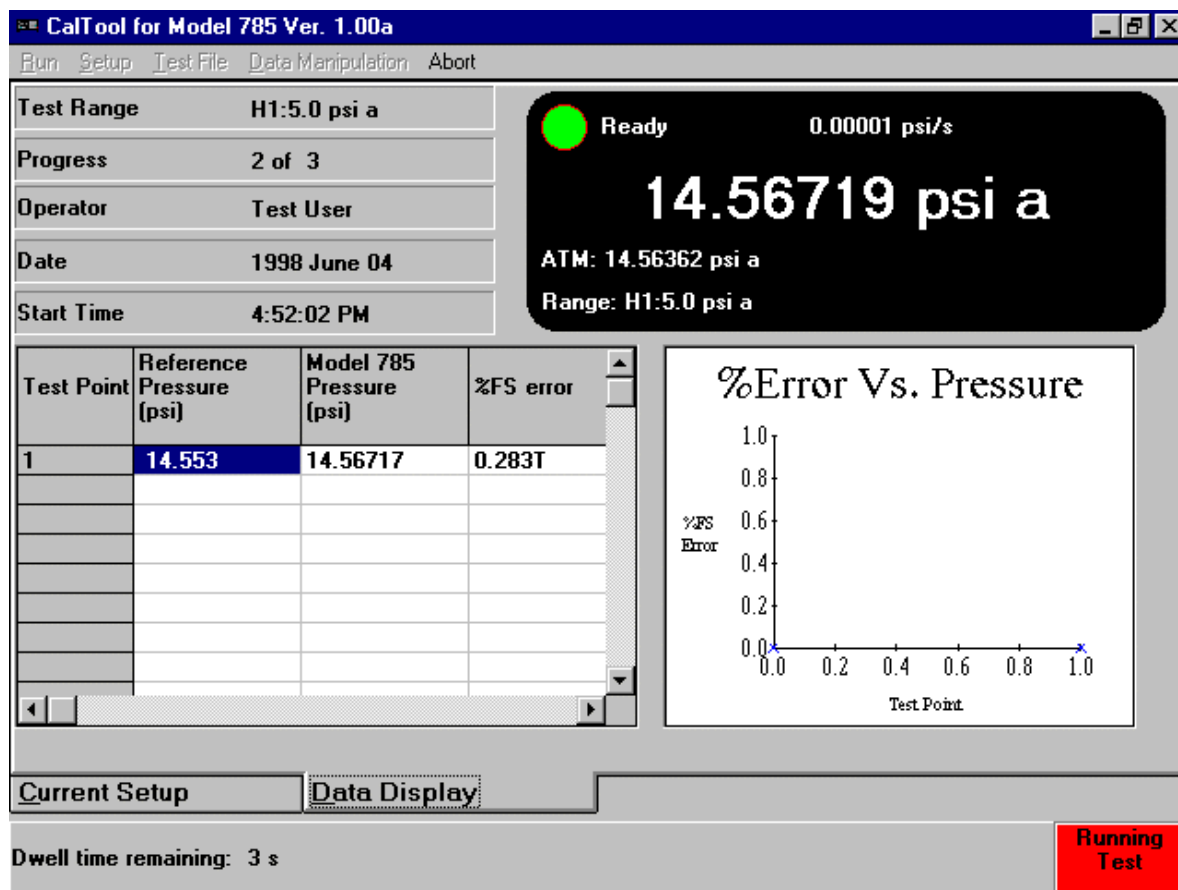 CalTool for Model 785 Ver. 1.00a
Run Setup Test File Data Manipulation Abort
Test Range H1:5.0 psi a
Progress 2 of 3
Operator Test User
Date 1998 June 04
Start Time 4:52:02 PM
Ready 0.00001 psi/s
14.56719 psi a
ATM: 14.56362 psi a
Range: H1:5.0 psi a
Test Point
Reference
Pressure
(psi)
Model 785
Pressure
(psi)
%FS error
1 14.553 14.56717 0.283T
%Error Vs. Pressure
1.0
0.8
0.6
0.4
0.2
0.0
%FS
Error
0.0 0.2 0.4 0.6 0.8 1.0
Test Point
Current Setup
Data Display
Dwell time remaining: 3 s
Running
Test